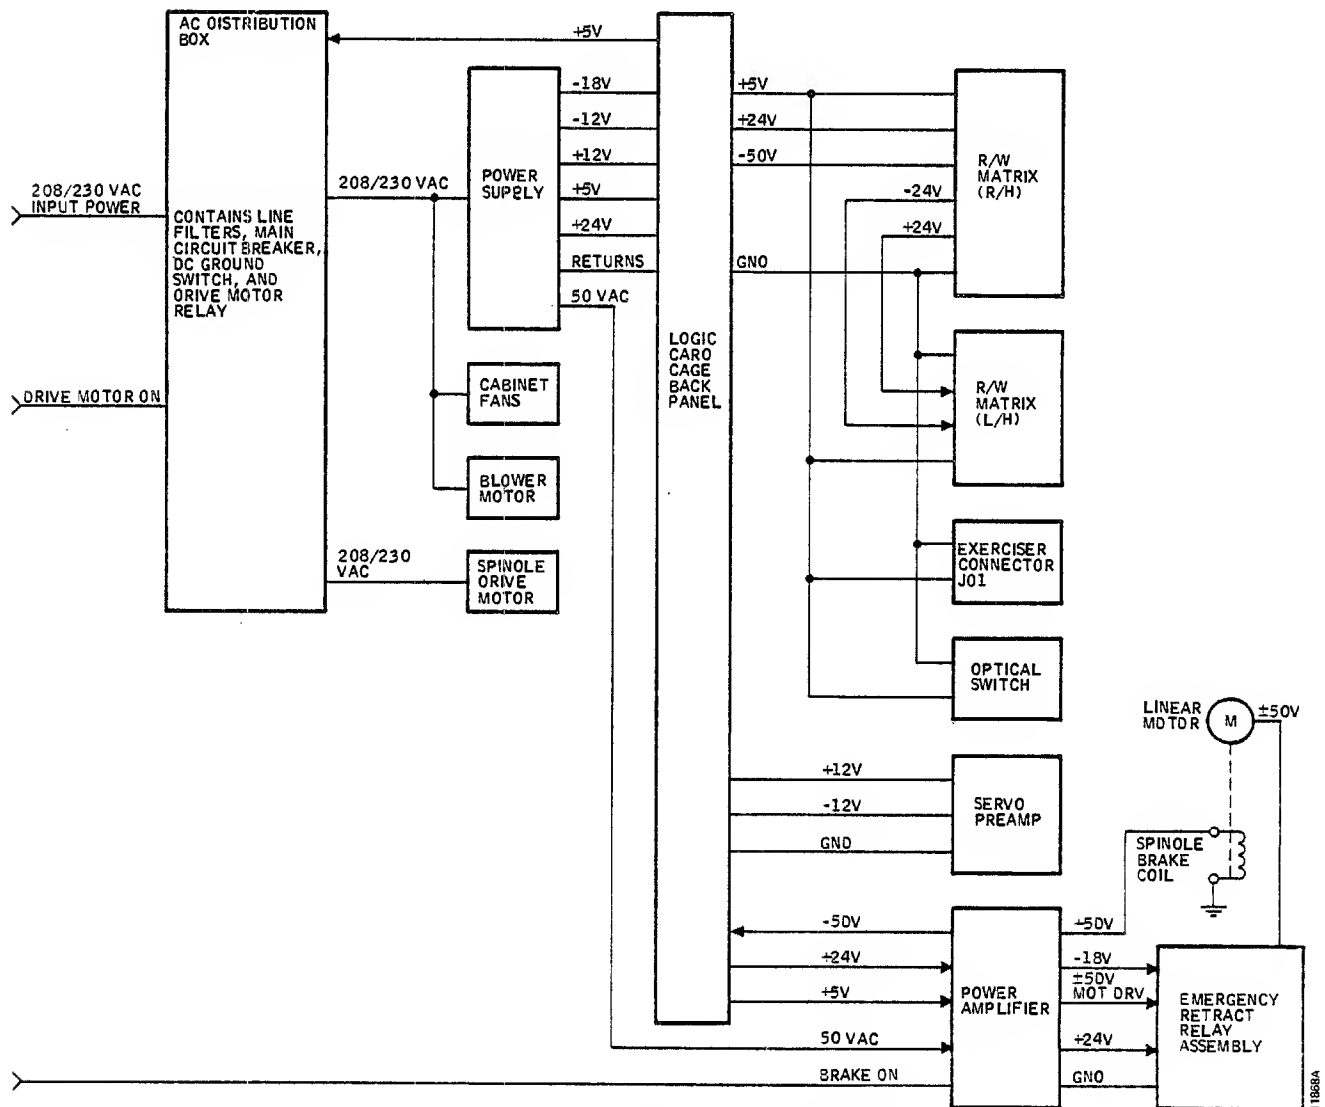 AC OISTRIBUTION
BOX
208/230 VAC
INPUT POWER
CONTAINS LINE
FILTERS, MAIN
CIRCUIT BREAKER,
DC GROUND
SWITCH, AND
ORIVE MOTOR
RELAY
DRIVE MOTOR ON
+5V
208/230 VAC
208/230
VAC
POWER
SUPPLY
-18V
-12V
+12V
+5V
+24V
RETURNS
50 VAC
CABINET
FANS
BLOWER
MOTOR
SPINOLE
ORIVE
MOTOR
LOGIC
CARO
CAGE
BACK
PANEL
+5V
+24V
-50V
-24V
+24V
GNO
R/W
MATRIX
(R/H)
R/W
MATRIX
(L/H)
EXERCISER
CONNECTOR
J01
OPTICAL
SWITCH
+12V
-12V
GND
SERVO
PREAMP
LINEAR
MOTOR
M
±50V
SPINOLE
BRAKE
COIL
-50V
+24V
+5V
50 VAC
BRAKE ON
POWER
AMPLIFIER
+50V
-18V
±50V
MOT DRV
+24V
GNO
EMERGENCY
RETRACT
RELAY
ASSEMBLY
11868A